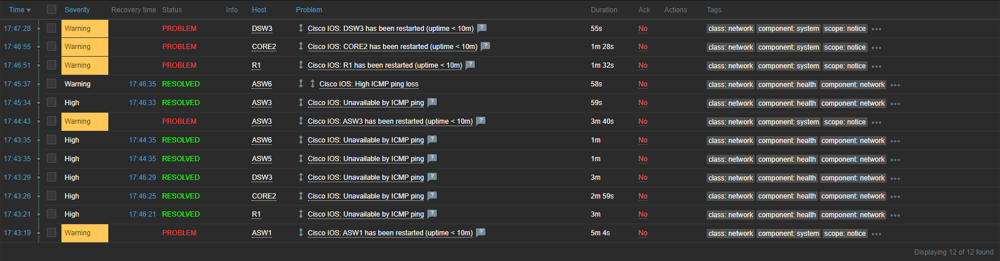 Time Severity Recovery time Status Info Host Problem Duration Ack Actions Tags
17:47:28 Warning PROBLEM DSW3 Cisco IOS: DSW3 has been restarted (uptime < 10m) ? 55s No class: network component: system scope: notice •••
17:46:55 Warning PROBLEM CORE2 Cisco IOS: CORE2 has been restarted (uptime < 10m) ? 1m 28s No class: network component: system scope: notice •••
17:46:51 Warning PROBLEM R1 Cisco IOS: R1 has been restarted (uptime < 10m) ? 1m 32s No class: network component: system scope: notice •••
17:45:37 Warning 17:46:35 RESOLVED ASW6 Cisco IOS: High ICMP ping loss 58s No class: network component: health component: network •••
17:45:34 High 17:46:33 RESOLVED ASW3 Cisco IOS: Unavailable by ICMP ping ? 59s No class: network component: health component: network •••
17:44:43 Warning PROBLEM ASW3 Cisco IOS: ASW3 has been restarted (uptime < 10m) ? 3m 40s No class: network component: system scope: notice •••
17:43:35 High 17:44:35 RESOLVED ASW6 Cisco IOS: Unavailable by ICMP ping ? 1m No class: network component: health component: network •••
17:43:35 High 17:44:35 RESOLVED ASW5 Cisco IOS: Unavailable by ICMP ping ? 1m No class: network component: health component: network •••
17:43:29 High 17:46:29 RESOLVED DSW3 Cisco IOS: Unavailable by ICMP ping ? 3m No class: network component: health component: network •••
17:43:26 High 17:46:25 RESOLVED CORE2 Cisco IOS: Unavailable by ICMP ping ? 2m 59s No class: network component: health component: network •••
17:43:21 High 17:46:21 RESOLVED R1 Cisco IOS: Unavailable by ICMP ping ? 3m No class: network component: health component: network •••
17:43:19 Warning PROBLEM ASW1 Cisco IOS: ASW1 has been restarted (uptime < 10m) ? 5m 4s No class: network component: system scope: notice •••
Displaying 12 of 12 found